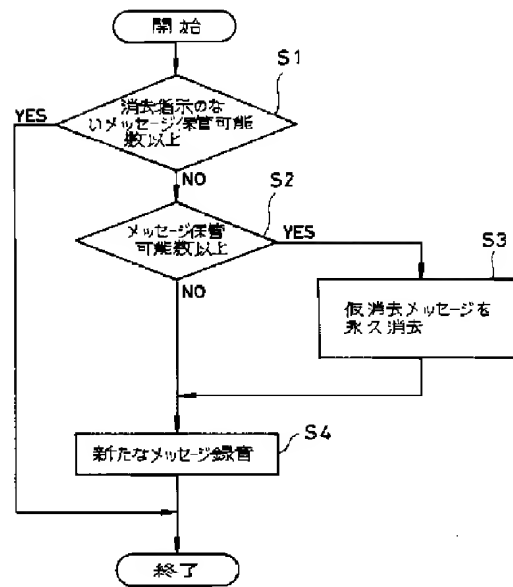 開始
S1
消去指示のな
いメッセージ保管可能
数以上
YES
NO
S2
メッセージ保管
可能数以上
YES
NO
S3
仮消去メッセージを
永久消去
S4
新たなメッセージ録音
終了